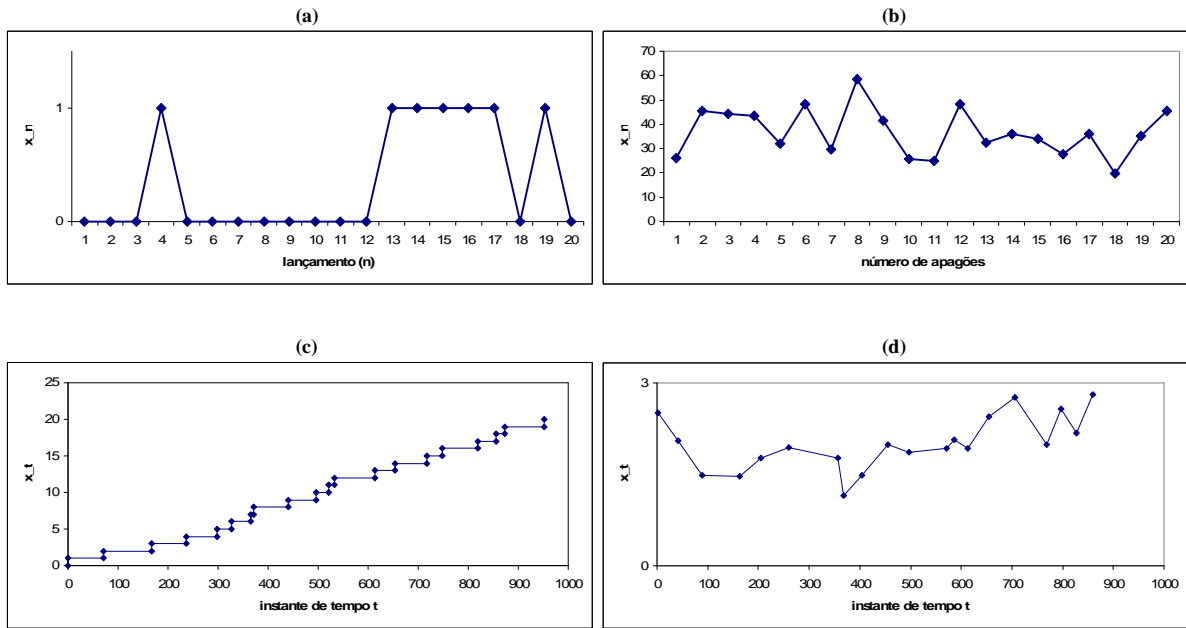 (a)
x_n
1
0
1 2 3 4 5 6 7 8 9 10 11 12 13 14 15 16 17 18 19 20
lançamento (n)
(b)
x_n
70
60
50
40
30
20
10
0
1 2 3 4 5 6 7 8 9 10 11 12 13 14 15 16 17 18 19 20
número de apagões
(c)
x_t
25
20
15
10
5
0
0 100 200 300 400 500 600 700 800 900 1000
instante de tempo t
(d)
x_t
3
0
0 100 200 300 400 500 600 700 800 900 1000
instante de tempo t